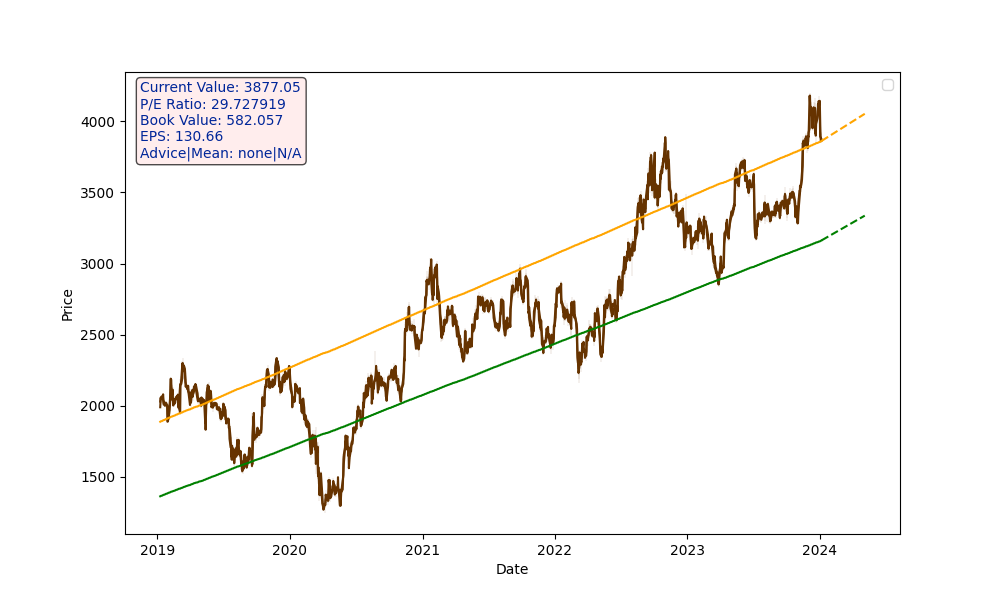 Current Value: 3877.05
P/E Ratio: 29.727919
Book Value: 582.057
EPS: 130.66
Advice|Mean: none|N/A
4000
3500
3000
2500
2000
1500
Price
2019 2020 2021 2022 2023 2024
Date